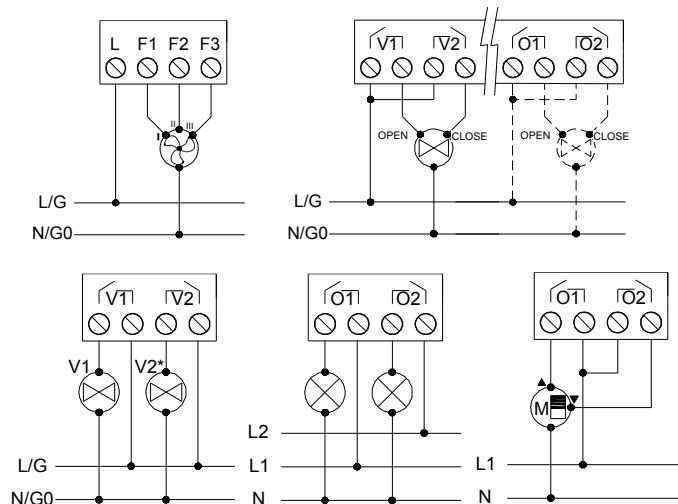 L F1 F2 F3
I II III
L/G
N/G0
V1 V2 O1 O2
OPEN CLOSE OPEN CLOSE
L/G
N/G0
V1 V2
V1 V2*
L/G
N/G0
O1 O2
L2
L1
N
O1 O2
M
L1
N